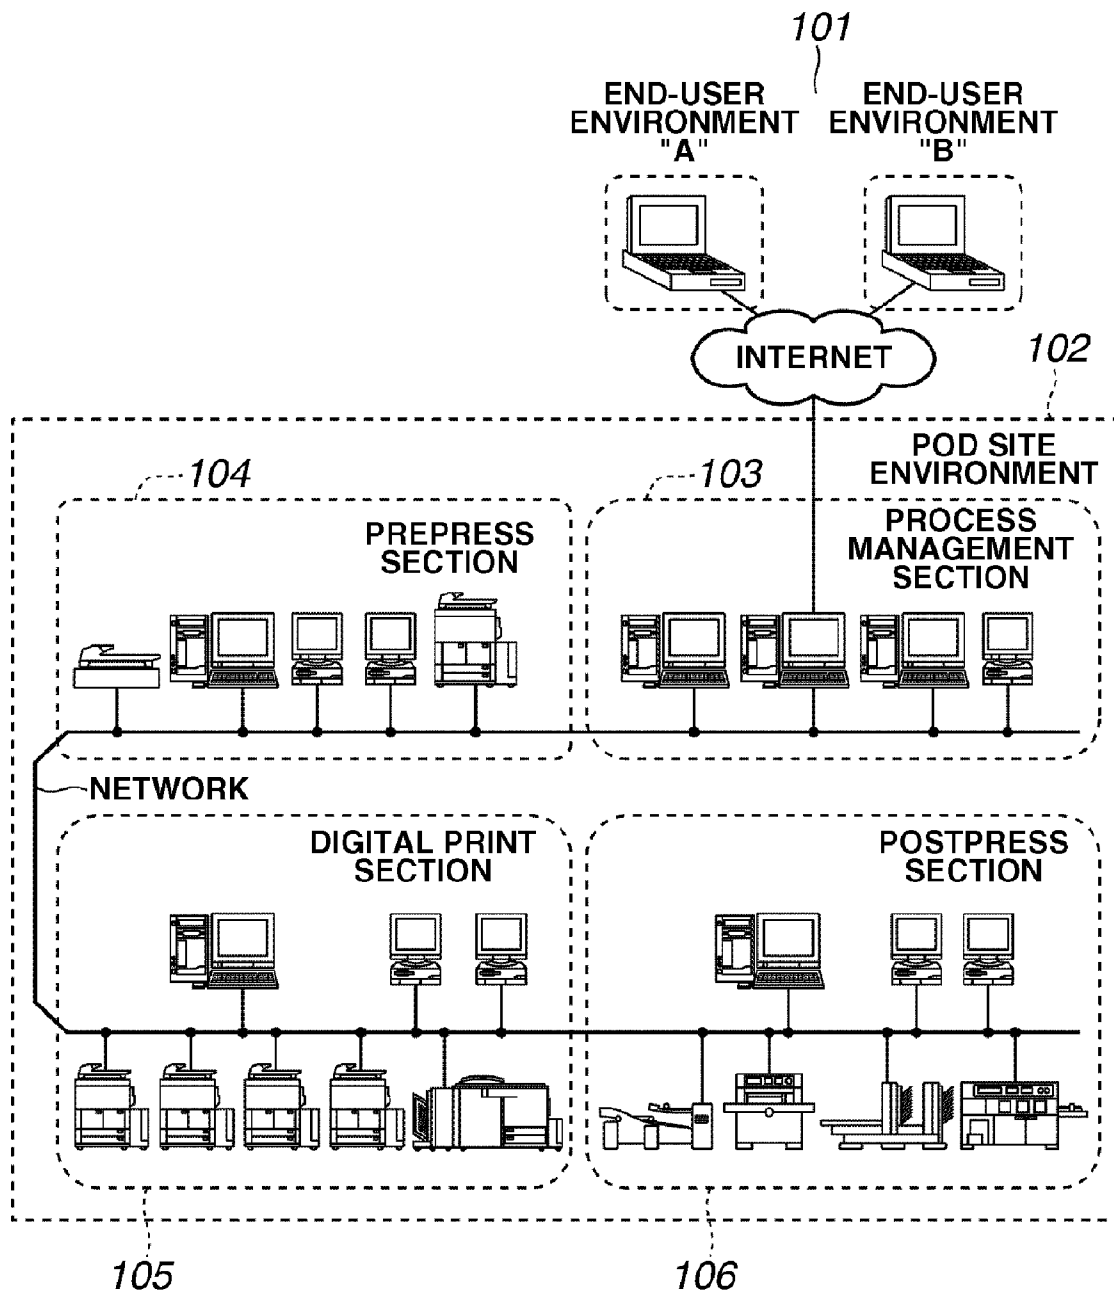 101
END-USER
ENVIRONMENT
"A"
END-USER
ENVIRONMENT
"B"
INTERNET
102
POD SITE
ENVIRONMENT
104
PREPRESS
SECTION
103
PROCESS
MANAGEMENT
SECTION
NETWORK
DIGITAL PRINT
SECTION
POSTPRESS
SECTION
105
106